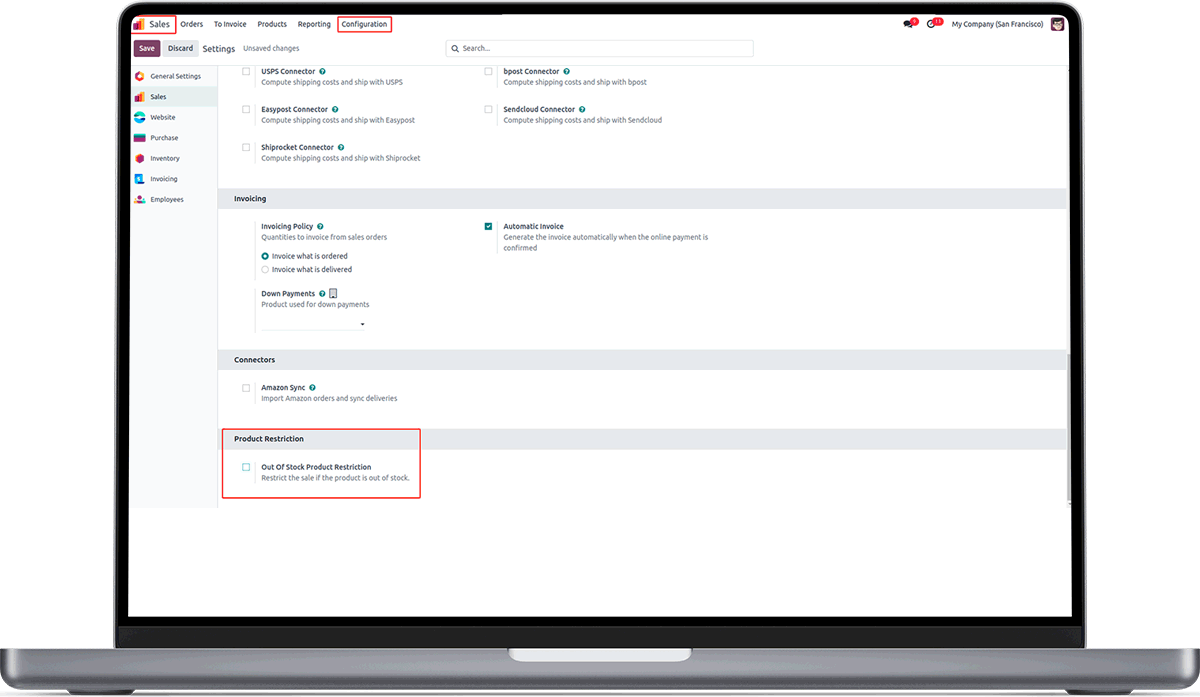 Sales Orders To Invoice Products Reporting Configuration 9 11 My Company (San Francisco)
Save Discard Settings Unsaved changes Search...
General Settings
Sales
Website
Purchase
Inventory
Invoicing
Employees
USPS Connector ?
Compute shipping costs and ship with USPS
bpost Connector ?
Compute shipping costs and ship with bpost
Easypost Connector ?
Compute shipping costs and ship with Easypost
Sendcloud Connector ?
Compute shipping costs and ship with Sendcloud
Shiprocket Connector ?
Compute shipping costs and ship with Shiprocket
Invoicing
Invoicing Policy ?
Quantities to invoice from sales orders
Invoice what is ordered
Invoice what is delivered
Automatic Invoice
Generate the invoice automatically when the online payment is
confirmed
Down Payments ?
Product used for down payments
Connectors
Amazon Sync ?
Import Amazon orders and sync deliveries
Product Restriction
Out Of Stock Product Restriction
Restrict the sale if the product is out of stock.